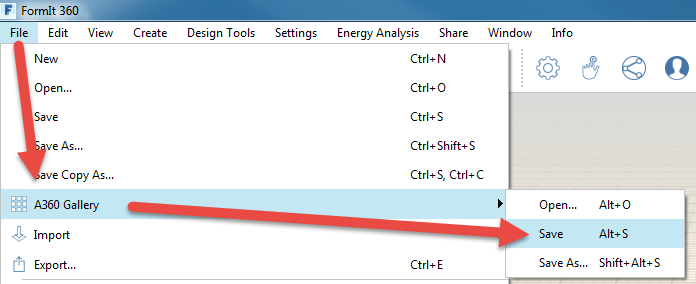 FormIt 360
File Edit View Create Design Tools Settings Energy Analysis Share Window Info
New Ctrl+N
Open... Ctrl+O
Save Ctrl+S
Save As... Ctrl+Shift+S
Save Copy As... Ctrl+S, Ctrl+C
A360 Gallery
Open... Alt+O
Save Alt+S
Save As... Shift+Alt+S
Import
Export... Ctrl+E